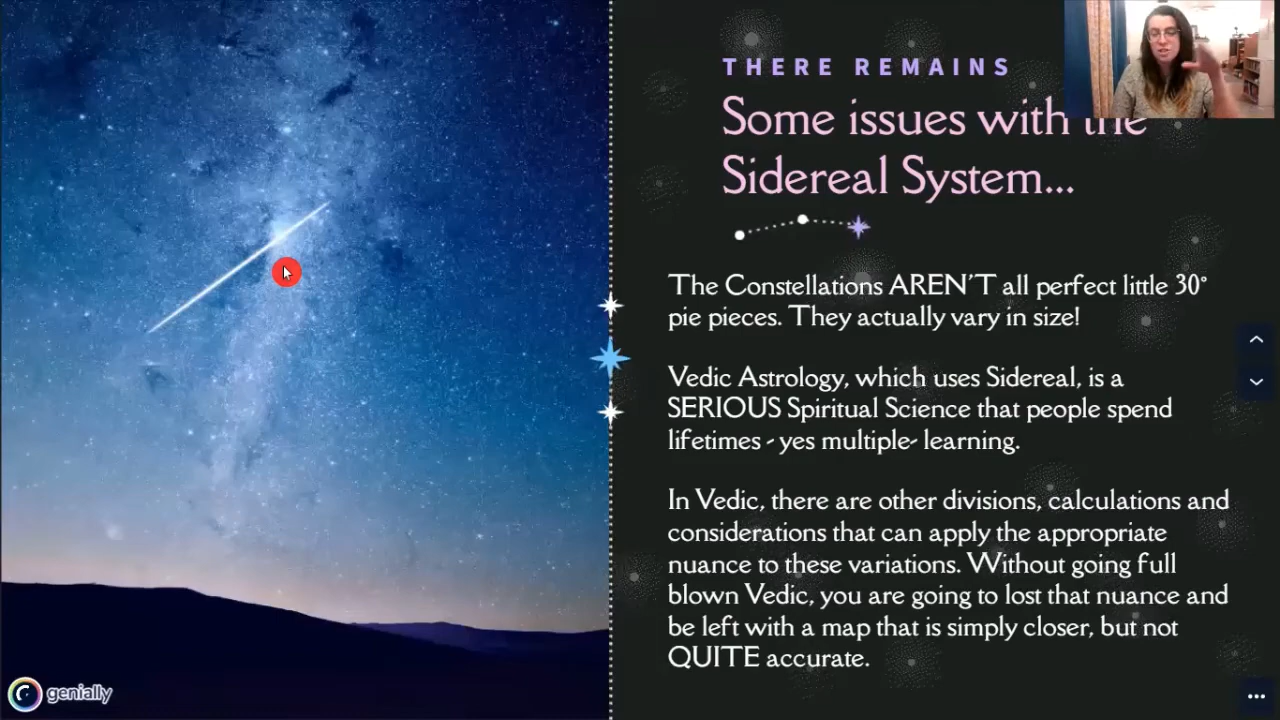 THERE REMAINS
Some issues with the
Sidereal System...
The Constellations AREN'T all perfect little 30°
pie pieces. They actually vary in size!
Vedic Astrology, which uses Sidereal, is a
SERIOUS Spiritual Science that people spend
lifetimes - yes multiple- learning.
In Vedic, there are other divisions, calculations and
considerations that can apply the appropriate
nuance to these variations. Without going full
blown Vedic, you are going to lost that nuance and
be left with a map that is simply closer, but not
QUITE accurate.
genially